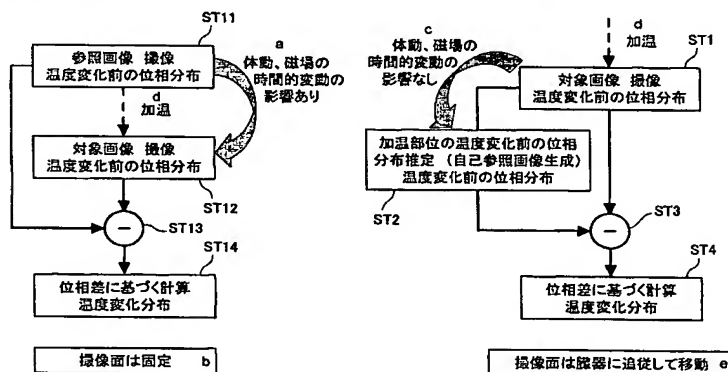 ST11
参照画像 撮像
温度変化前の位相分布
a
体動、磁場の
時間的変動の
影響あり
d
加温
対象画像 撮像
温度変化前の位相分布
ST12
ST13
ST14
位相差に基づく計算
温度変化分布
撮像面は固定 b
c
体動、磁場の
時間的変動の
影響なし
d
加温
ST1
対象画像 撮像
温度変化前の位相分布
加温部位の温度変化前の位相
分布推定 (自己参照画像生成)
温度変化前の位相分布
ST2
ST3
ST4
位相差に基づく計算
温度変化分布
撮像面は臓器に追従して移動 e